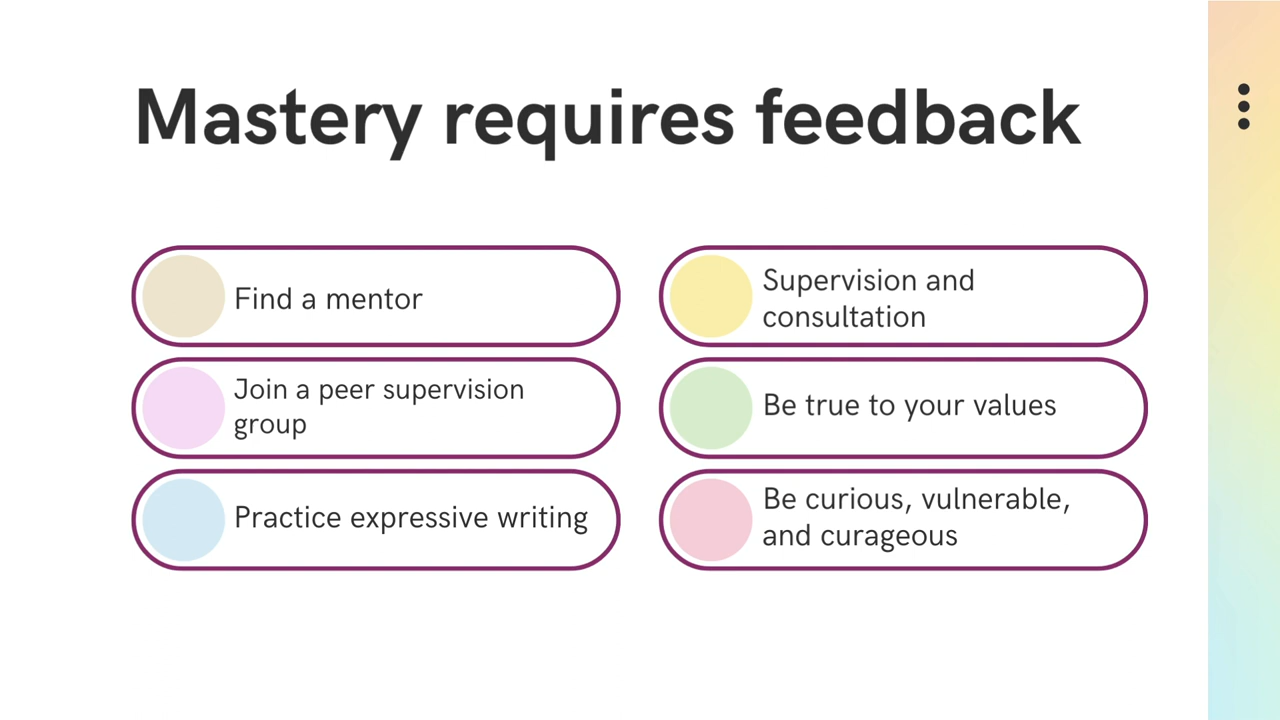 Mastery requires feedback
Find a mentor
Join a peer supervision
group
Practice expressive writing
Supervision and
consultation
Be true to your values
Be curious, vulnerable,
and curageous